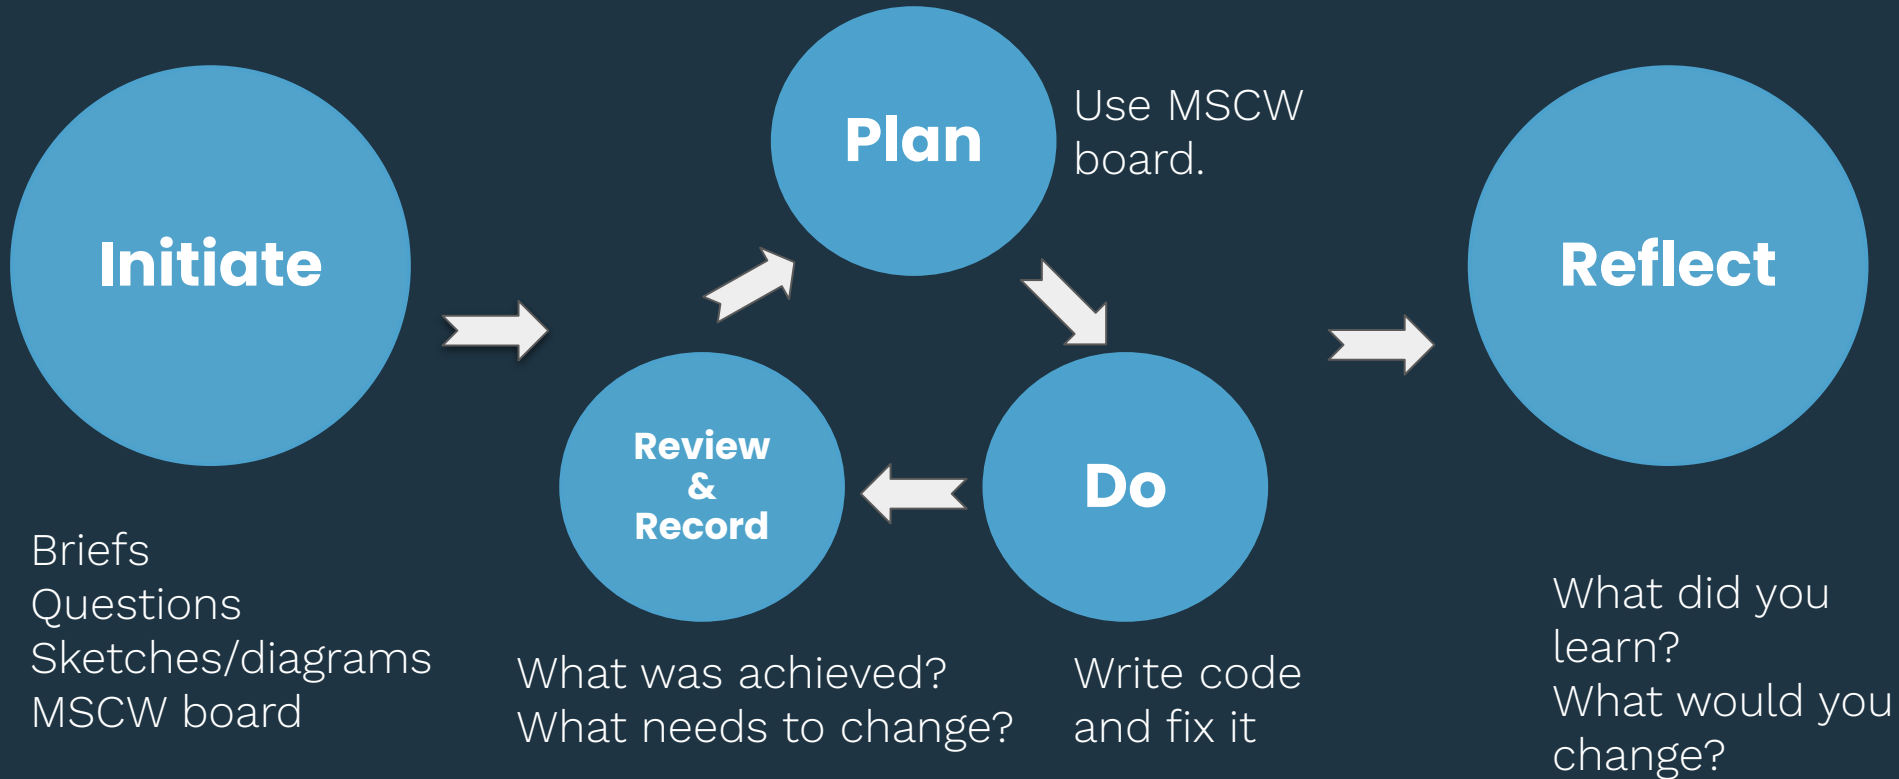 Initiate
Briefs
Questions
Sketches/diagrams
MSCW board
Plan
Use MSCW
board.
Do
Write code
and fix it
Review
&
Record
What was achieved?
What needs to change?
Reflect
What did you
learn?
What would you
change?